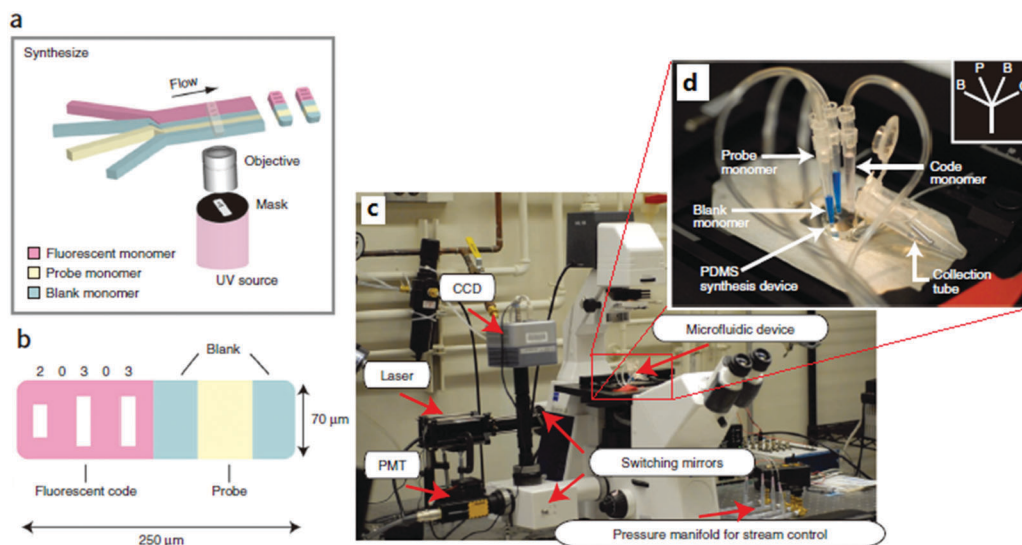 a
Synthesize
Flow
Objective
Mask
UV source
Fluorescent monomer
Probe monomer
Blank monomer
b
Blank
2 0 3 0 3
70 μm
Fluorescent code
Probe
250 μm
c
CCD
Laser
PMT
Microfluidic device
Switching mirrors
Pressure manifold for stream control
d
B
P
B
Probe
monomer
Code
monomer
Blank
monomer
PDMS
synthesis device
Collection
tube